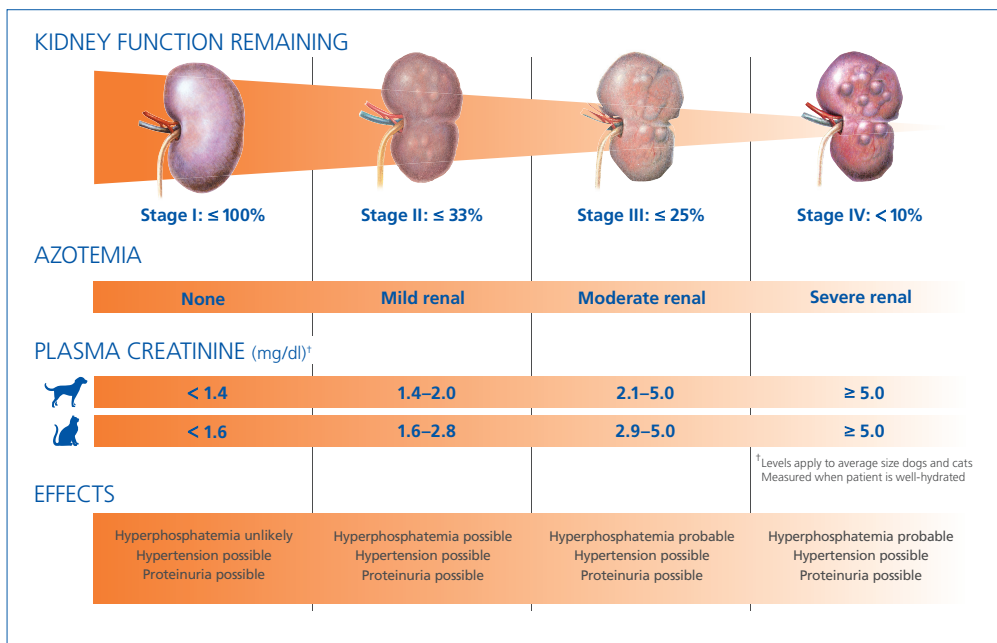 KIDNEY FUNCTION REMAINING
Stage I: ≤ 100%
Stage II: ≤ 33%
Stage III: ≤ 25%
Stage IV: < 10%
AZOTEMIA
None
Mild renal
Moderate renal
Severe renal
PLASMA CREATININE (mg/dl)†
< 1.4
1.4–2.0
2.1–5.0
≥ 5.0
< 1.6
1.6–2.8
2.9–5.0
≥ 5.0
†Levels apply to average size dogs and cats
Measured when patient is well-hydrated
EFFECTS
Hyperphosphatemia unlikely
Hypertension possible
Proteinuria possible
Hyperphosphatemia possible
Hypertension possible
Proteinuria possible
Hyperphosphatemia probable
Hypertension possible
Proteinuria possible
Hyperphosphatemia probable
Hypertension possible
Proteinuria possible